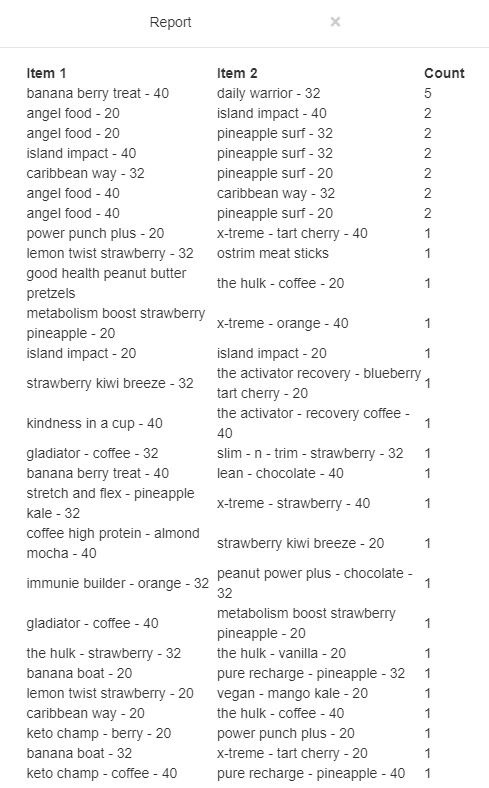 Report ×
Item 1 Item 2 Count
banana berry treat - 40 daily warrior - 32 5
angel food - 20 island impact - 40 2
angel food - 20 pineapple surf - 32 2
island impact - 40 pineapple surf - 32 2
caribbean way - 32 pineapple surf - 20 2
angel food - 40 caribbean way - 32 2
angel food - 40 pineapple surf - 20 2
power punch plus - 20 x-treme - tart cherry - 40 1
lemon twist strawberry - 32 ostrim meat sticks 1
good health peanut butter
pretzels
the hulk - coffee - 20 1
metabolism boost strawberry
pineapple - 20
x-treme - orange - 40 1
island impact - 20 island impact - 20 1
strawberry kiwi breeze - 32
the activator recovery - blueberry
tart cherry - 20
1
kindness in a cup - 40
the activator - recovery coffee -
40
1
gladiator - coffee - 32 slim - n - trim - strawberry - 32 1
banana berry treat - 40 lean - chocolate - 40 1
stretch and flex - pineapple
kale - 32
x-treme - strawberry - 40 1
coffee high protein - almond
mocha - 40
strawberry kiwi breeze - 20 1
immunie builder - orange - 32
peanut power plus - chocolate -
32
1
gladiator - coffee - 40
metabolism boost strawberry
pineapple - 20
1
the hulk - strawberry - 32 the hulk - vanilla - 20 1
banana boat - 20 pure recharge - pineapple - 32 1
lemon twist strawberry - 20 vegan - mango kale - 20 1
caribbean way - 20 the hulk - coffee - 40 1
keto champ - berry - 20 power punch plus - 20 1
banana boat - 32 x-treme - tart cherry - 20 1
keto champ - coffee - 40 pure recharge - pineapple - 40 1